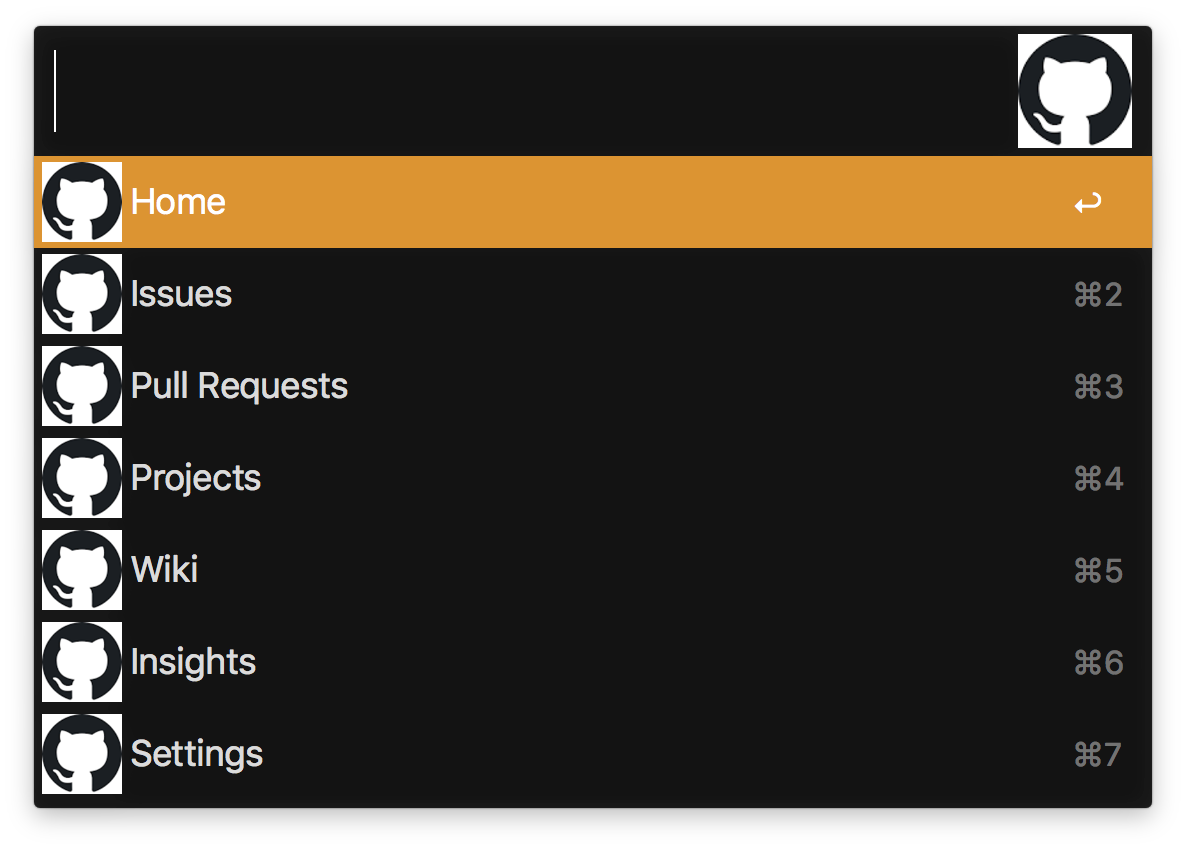 Home ↩
Issues ⌘2
Pull Requests ⌘3
Projects ⌘4
Wiki ⌘5
Insights ⌘6
Settings ⌘7